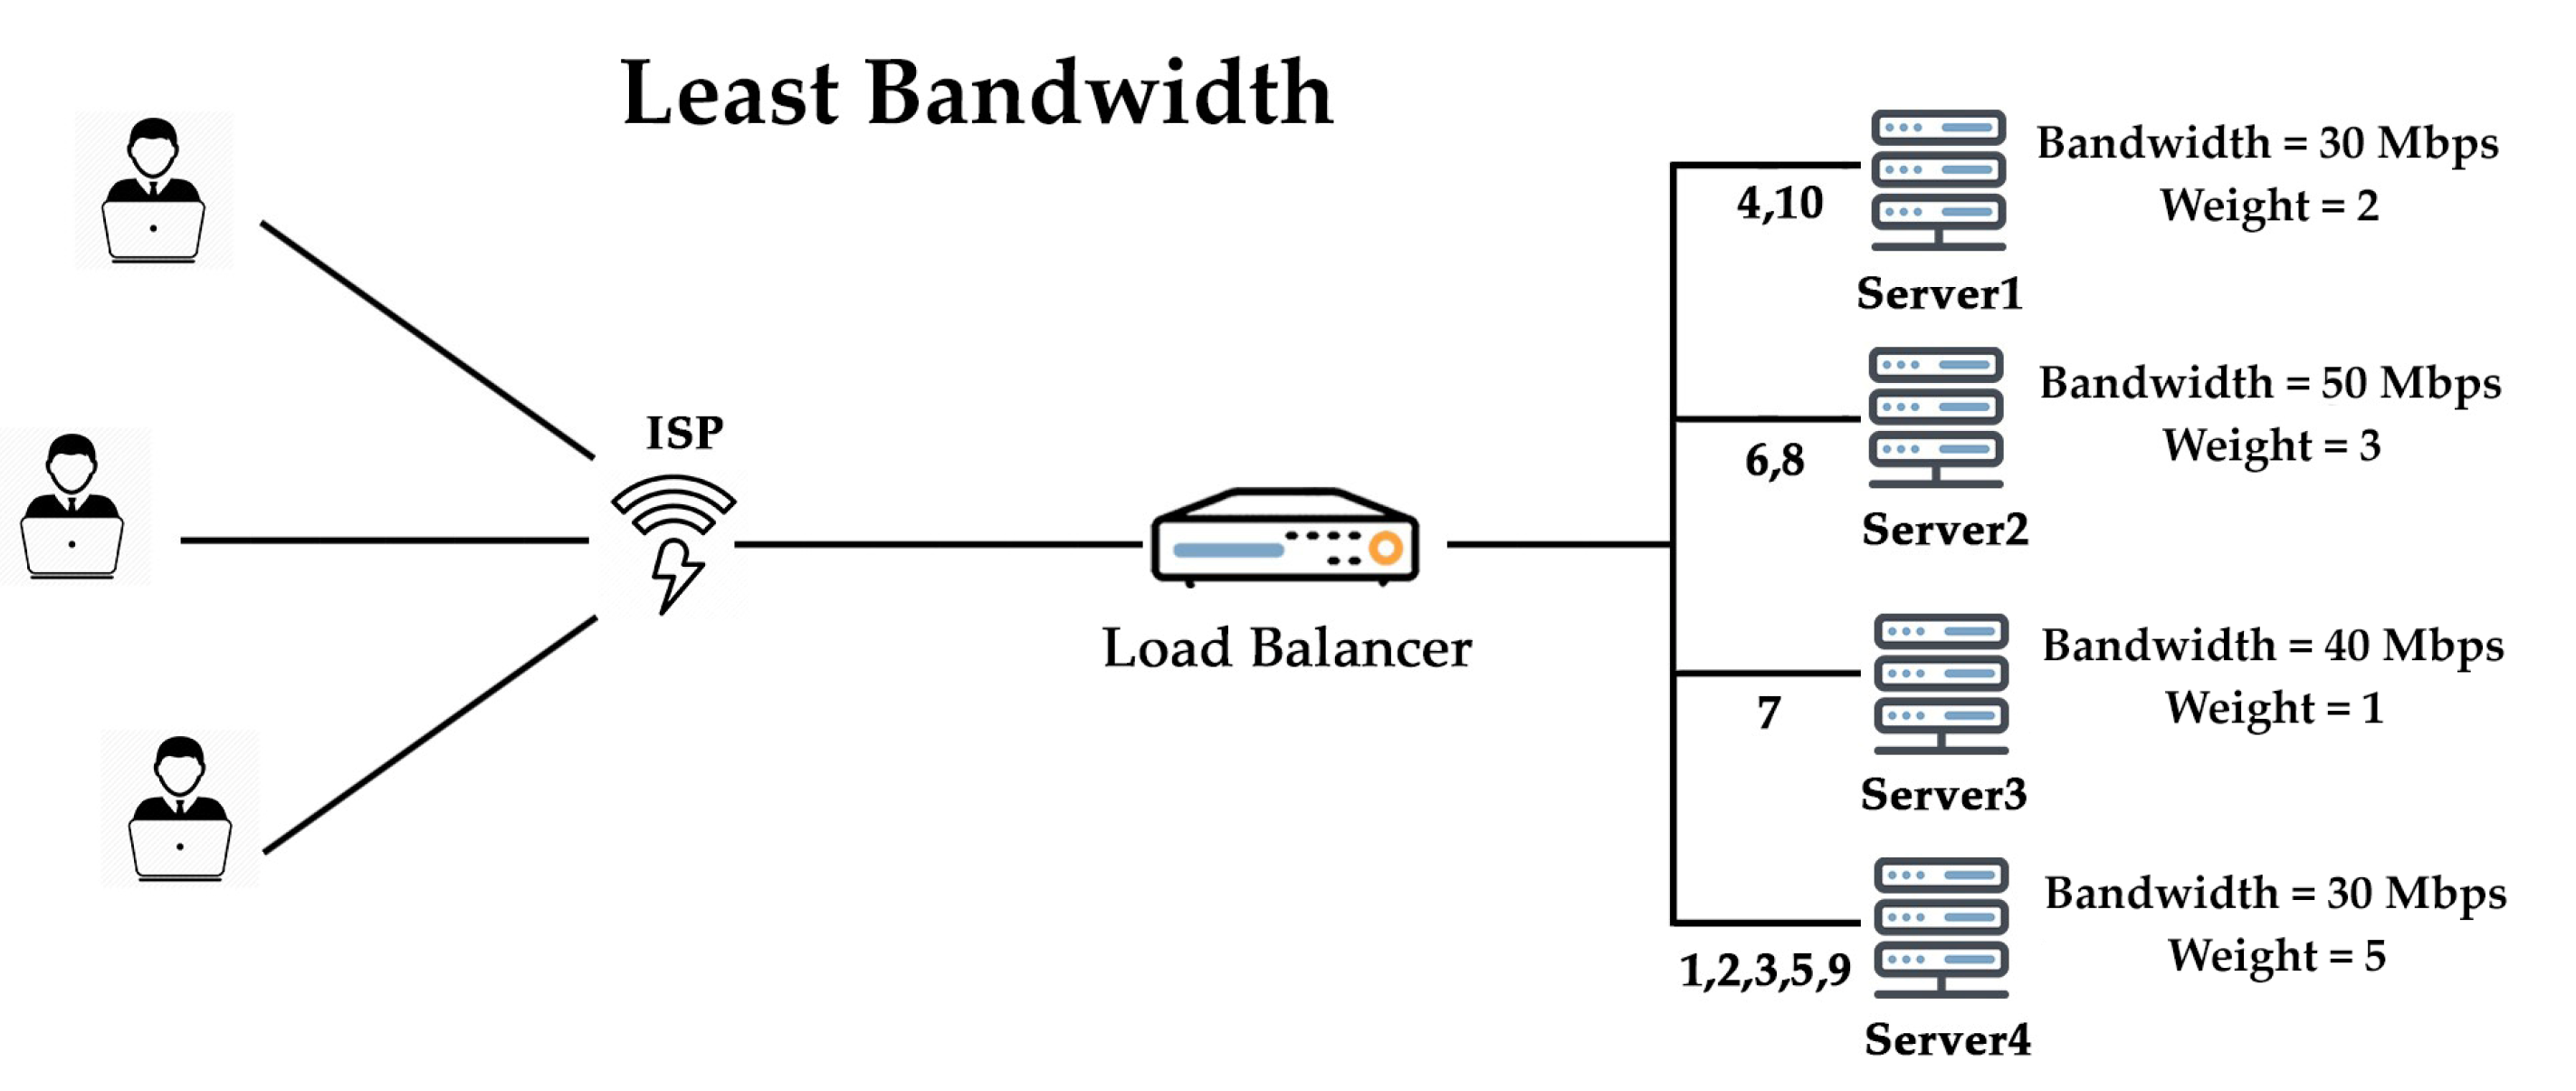 Least Bandwidth
ISP
Load Balancer
4,10
Server1
Bandwidth = 30 Mbps
Weight = 2
6,8
Server2
Bandwidth = 50 Mbps
Weight = 3
7
Server3
Bandwidth = 40 Mbps
Weight = 1
1,2,3,5,9
Server4
Bandwidth = 30 Mbps
Weight = 5